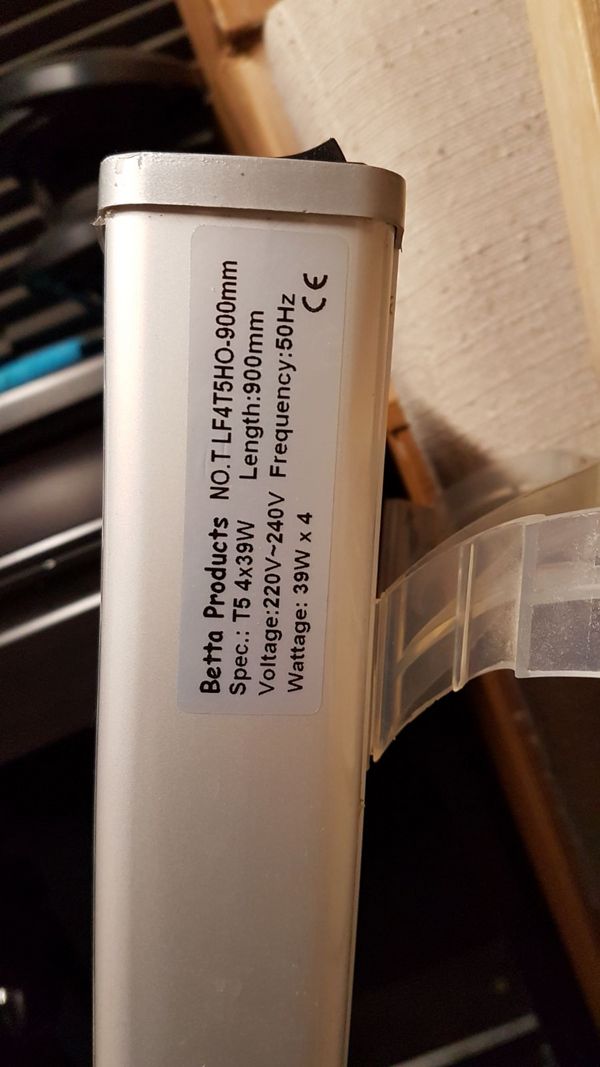 Betta Products NO.T LF4T5HO-900mm
Spec.: T5 4x39W Length:900mm
Voltage:220V~240V Frequency:50Hz
Wattage: 39W x 4 CE